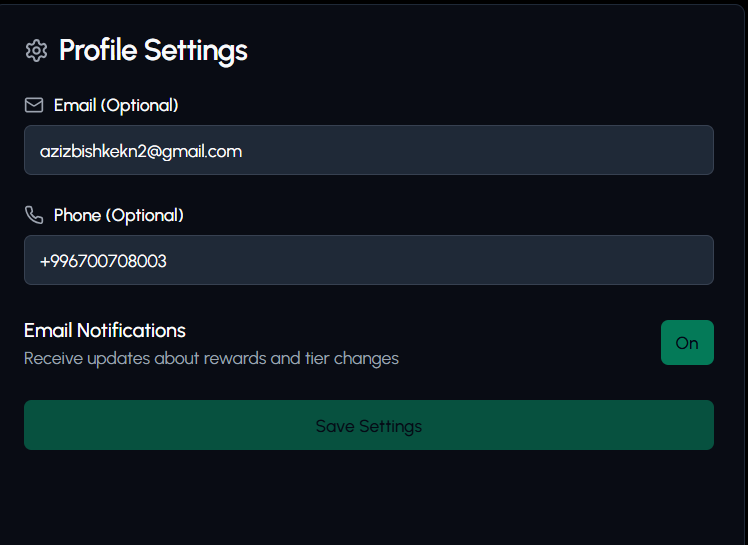 Profile Settings
Email (Optional)
azizbishkekn2@gmail.com
Phone (Optional)
+996700708003
Email Notifications
Receive updates about rewards and tier changes
On
Save Settings